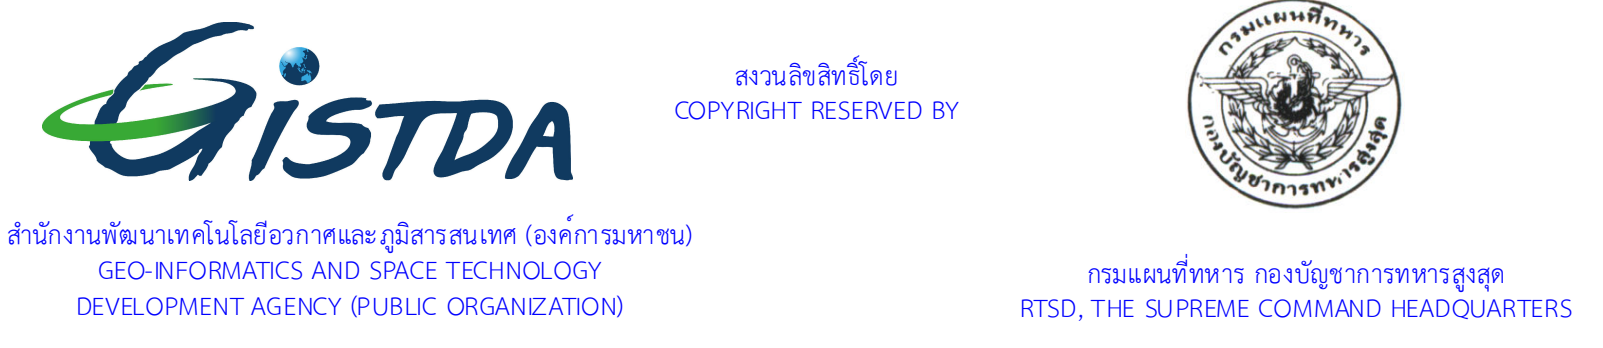 GISTDA
สำนักงานพัฒนาเทคโนโลยีอวกาศและภูมิสารสนเทศ (องค์การมหาชน)
GEO-INFORMATICS AND SPACE TECHNOLOGY
DEVELOPMENT AGENCY (PUBLIC ORGANIZATION)
สงวนลิขสิทธิ์โดย
COPYRIGHT RESERVED BY
กรมแผนที่ทหาร
กองบัญชาการทหารสูงสุด
กรมแผนที่ทหาร กองบัญชาการทหารสูงสุด
RTSD, THE SUPREME COMMAND HEADQUARTERS